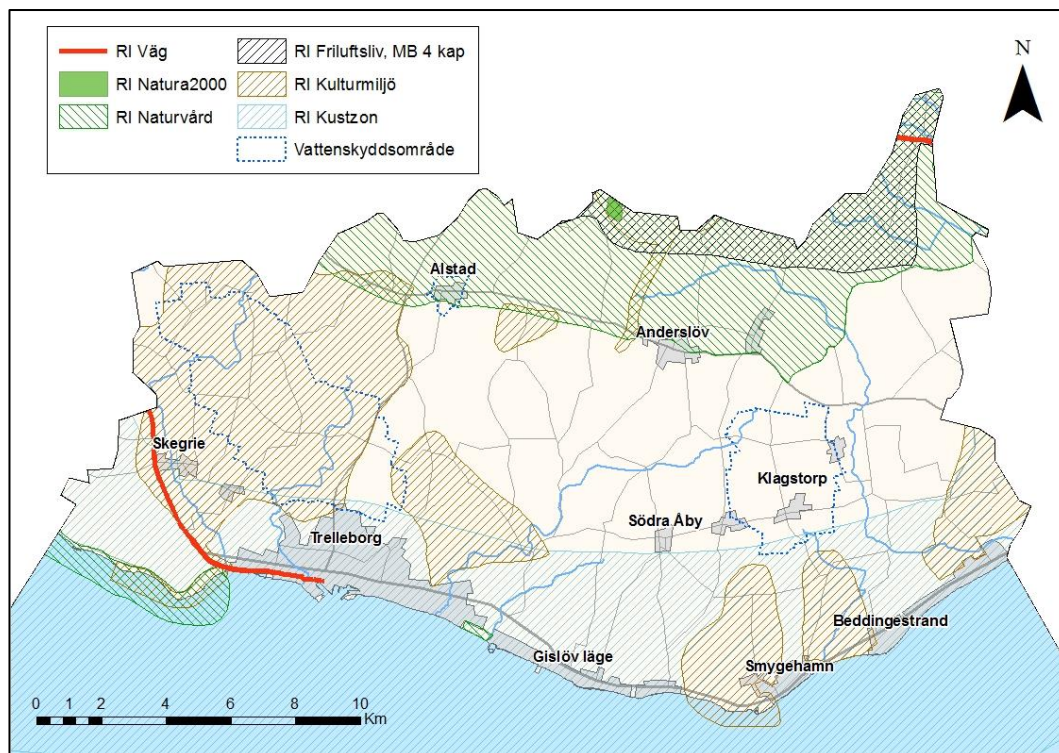 RI Väg
RI Natura2000
RI Naturvård
RI Friluftsliv, MB 4 kap
RI Kulturmiljö
RI Kustzon
Vattenskyddsområde
N
Alstad
Anderslöv
Skegrie
Klagstorp
Södra Åby
Trelleborg
Beddingestrand
Gislöv läge
Smygehamn
0 1 2 4 6 8 10
Km